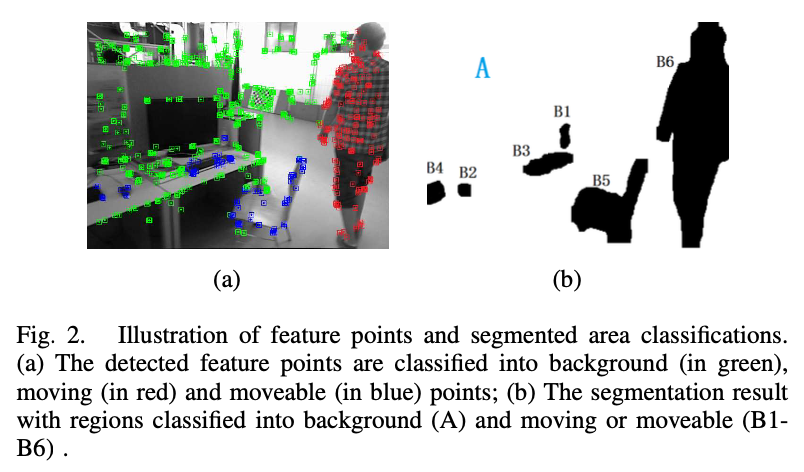 A
B6
B1
B3
B4
B2
B5
(a)
(b)
Fig. 2. Illustration of feature points and segmented area classifications.
(a) The detected feature points are classified into background (in green),
moving (in red) and moveable (in blue) points; (b) The segmentation result
with regions classified into background (A) and moving or moveable (B1-
B6) .